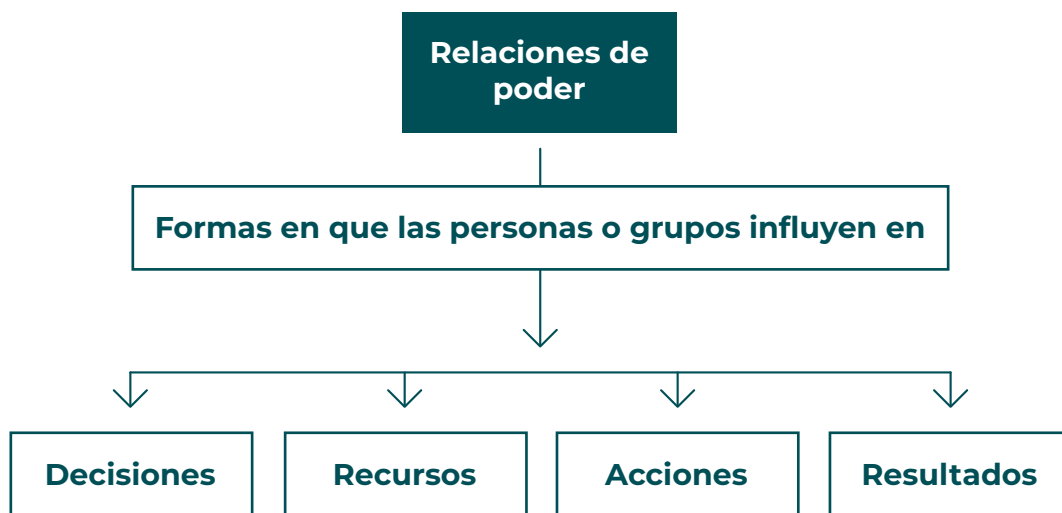 Relaciones de
poder
Formas en que las personas o grupos influyen en
Decisiones
Recursos
Acciones
Resultados